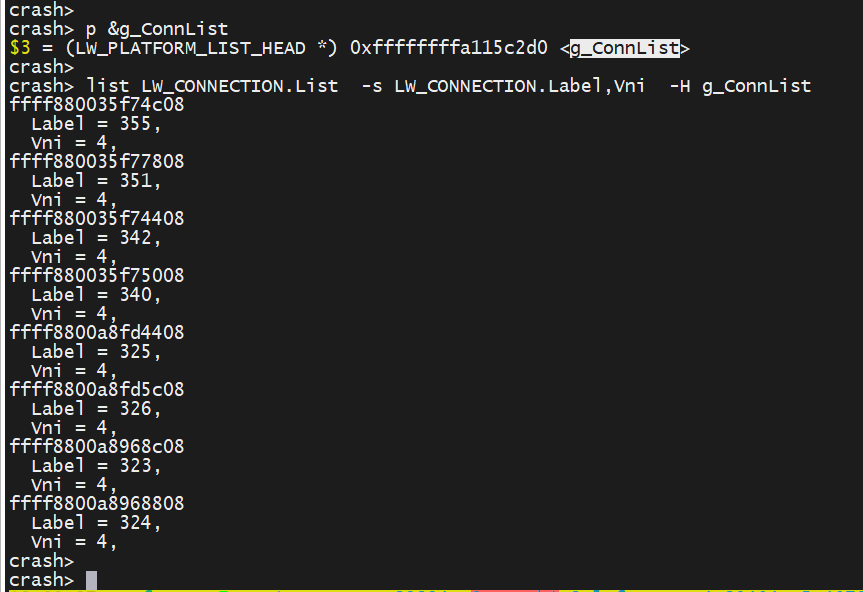 crash>
crash> p &g_ConnList
$3 = (LW_PLATFORM_LIST_HEAD *) 0xffffffffa115c2d0 <g_ConnList>
crash>
crash> list LW_CONNECTION.List  -s LW_CONNECTION.Label,Vni  -H g_ConnList
ffff880035f74c08
  Label = 355,
  Vni = 4,
ffff880035f77808
  Label = 351,
  Vni = 4,
ffff880035f74408
  Label = 342,
  Vni = 4,
ffff880035f75008
  Label = 340,
  Vni = 4,
ffff8800a8fd4408
  Label = 325,
  Vni = 4,
ffff8800a8fd5c08
  Label = 326,
  Vni = 4,
ffff8800a8968c08
  Label = 323,
  Vni = 4,
ffff8800a8968808
  Label = 324,
  Vni = 4,
crash>
crash>